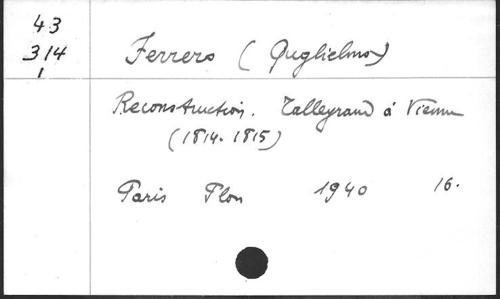 43
314
1
Ferrero (Guglielmo)
Reconstruction. Talleyrand á Vienne
(1814-1815)
Paris Plon 1940 16.